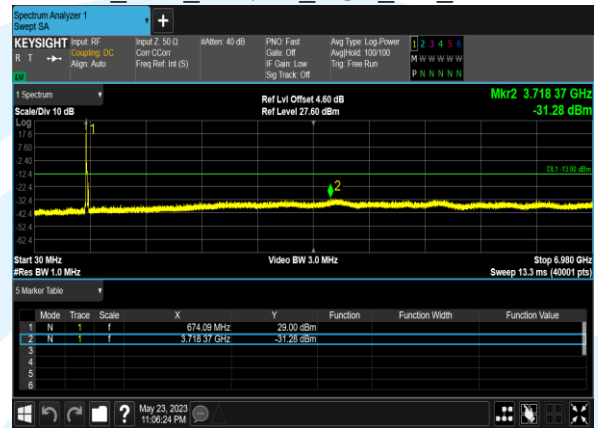 Spectrum Analyzer 1
Swept SA
+
KEYSIGHT Input: RF Input Z: 50 Ω #Atten: 40 dB PNO: Fast Avg Type: Log-Power 1 2 3 4 5 6
R T Coupling: DC Corr CCorr Gate: Off Avg|Hold: 100/100 M W W W W W
Align: Auto Freq Ref: Int (S) IF Gain: Low Trig: Free Run
Sig Track: Off P N N N N N
1 Spectrum Mkr2 3.718 37 GHz
Ref Lvl Offset 4.60 dB
Scale/Div 10 dB Ref Level 27.60 dBm -31.28 dBm
Log
17.6
7.60
-2.40
-12.4
-22.4
-32.4
-42.4
-52.4
-62.4
1
2
DL1 -13.00 dBm
Start 30 MHz Video BW 3.0 MHz Stop 6.980 GHz
#Res BW 1.0 MHz Sweep 13.3 ms (40001 pts)
5 Marker Table
Mode Trace Scale X Y Function Function Width Function Value
1 N 1 f 674.09 MHz 29.00 dBm
2 N 1 f 3.718 37 GHz -31.28 dBm
3
4
5
6
? May 23, 2023
11:06:24 PM